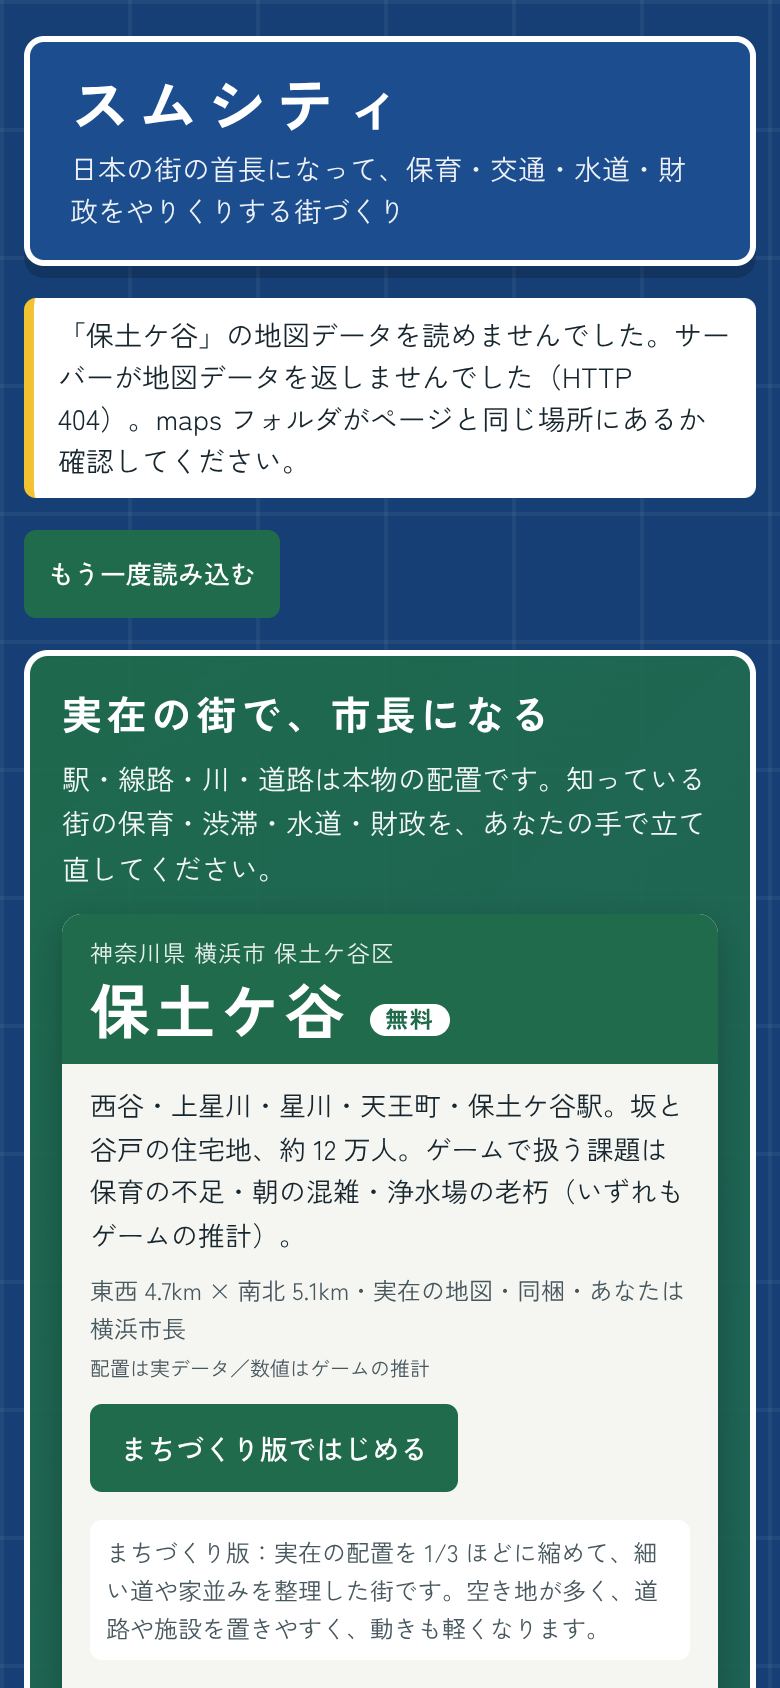 スムシティ
日本の街の首長になって、保育・交通・水道・財
政をやりくりする街づくり
「保土ケ谷」の地図データを読めませんでした。サー
バーが地図データを返しませんでした（HTTP
404）。maps フォルダがページと同じ場所にあるか
確認してください。
もう一度読み込む
実在の街で、市長になる
駅・線路・川・道路は本物の配置です。知っている
街の保育・渋滞・水道・財政を、あなたの手で立て
直してください。
神奈川県 横浜市 保土ケ谷区
保土ケ谷 無料
西谷・上星川・星川・天王町・保土ケ谷駅。坂と
谷戸の住宅地、約 12 万人。ゲームで扱う課題は
保育の不足・朝の混雑・浄水場の老朽（いずれも
ゲームの推計）。
東西 4.7km × 南北 5.1km・実在の地図・同梱・あなたは
横浜市長
配置は実データ／数値はゲームの推計
まちづくり版ではじめる
まちづくり版：実在の配置を 1/3 ほどに縮めて、細
い道や家並みを整理した街です。空き地が多く、道
路や施設を置きやすく、動きも軽くなります。